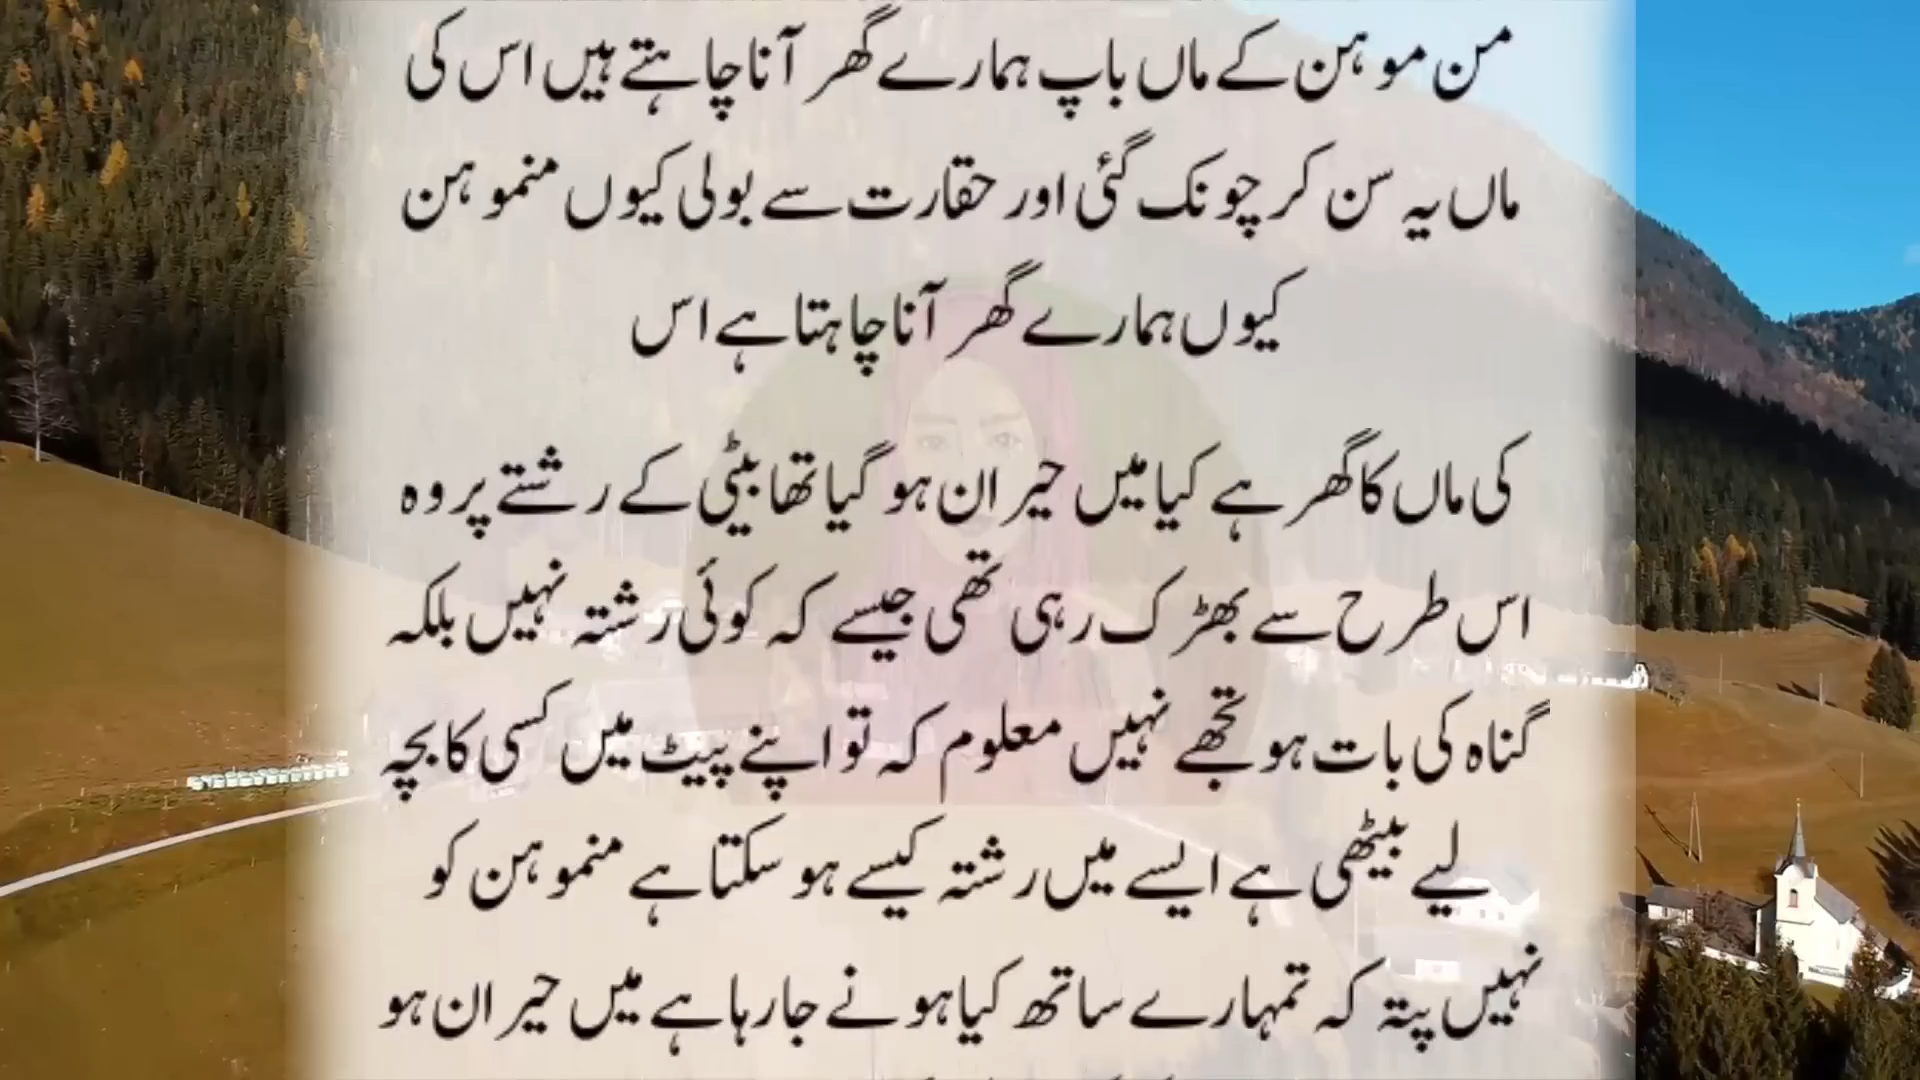 من موہن کے ماں باپ ہمارے گھر آنا چاہتے ہیں اس کی
ماں یہ سن کر چونک گئی اور حقارت سے بولی کیوں منموہن
کیوں ہمارے گھر آنا چاہتا ہے اس
کی ماں کا گھر ہے کیا میں حیران ہو گیا تھا بیٹی کے رشتے پر وہ
اس طرح سے بھڑک رہی تھی جیسے کہ کوئی رشتہ نہیں بلکہ
گناہ کی بات ہو تجھے نہیں معلوم کہ تو اپنے پیٹ میں کسی کا بچہ
لیے بیٹھی ہے ایسے میں رشتہ کیسے ہو سکتا ہے منموہن کو
نہیں پتہ کہ تمہارے ساتھ کیا ہونے جا رہا ہے میں حیران ہو